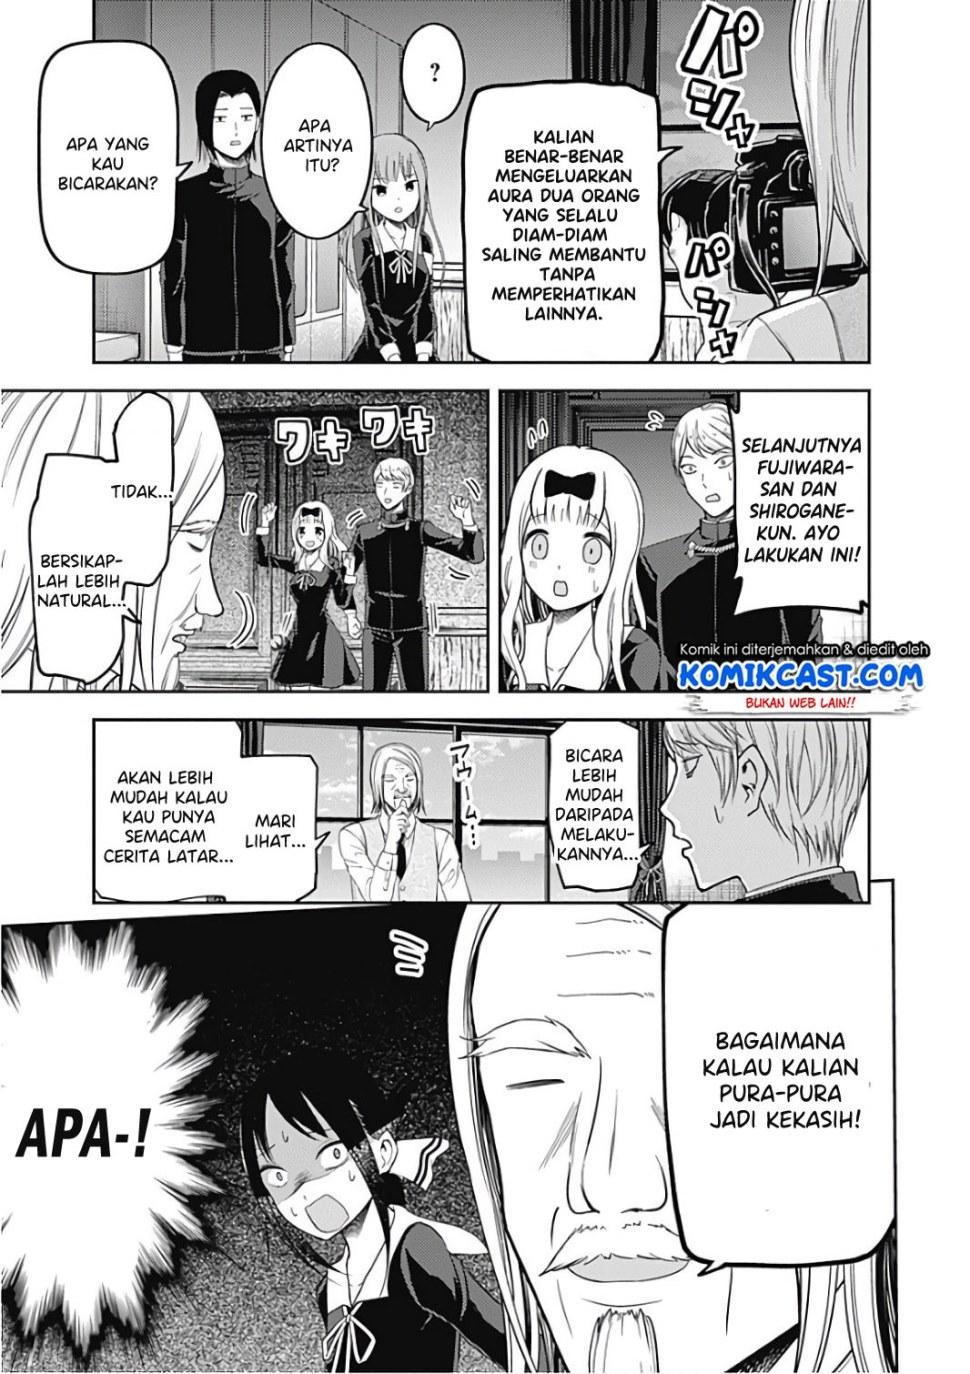 パシャ
パシャ
KALIAN
BENAR-BENAR
MENGELUARKAN
AURA DUA ORANG
YANG SELALU
DIAM-DIAM
SALING MEMBANTU
TANPA
MEMPERHATIKAN
LAINNYA.
?
APA
ARTINYA
ITU?
APA YANG
KAU
BICARAKAN?
SELANJUTNYA
FUJIWARA-
SAN DAN
SHIROGANE-
KUN. AYO
LAKUKAN INI!
ワキ ワキ
TIDAK...
BERSIKAP-
LAH LEBIH
NATURAL...
Komik ini diterjemahkan & diedit oleh
KOMIKCAST.COM
BUKAN WEB LAIN!!
BICARA
LEBIH
MUDAH
DARIPADA
MELAKU-
KANNYA...
フゥーム...
MARI
LIHAT...
AKAN LEBIH
MUDAH KALAU
KAU PUNYA
SEMACAM
CERITA LATAR...
BAGAIMANA
KALAU KALIAN
PURA-PURA
JADI KEKASIH!
APA-!